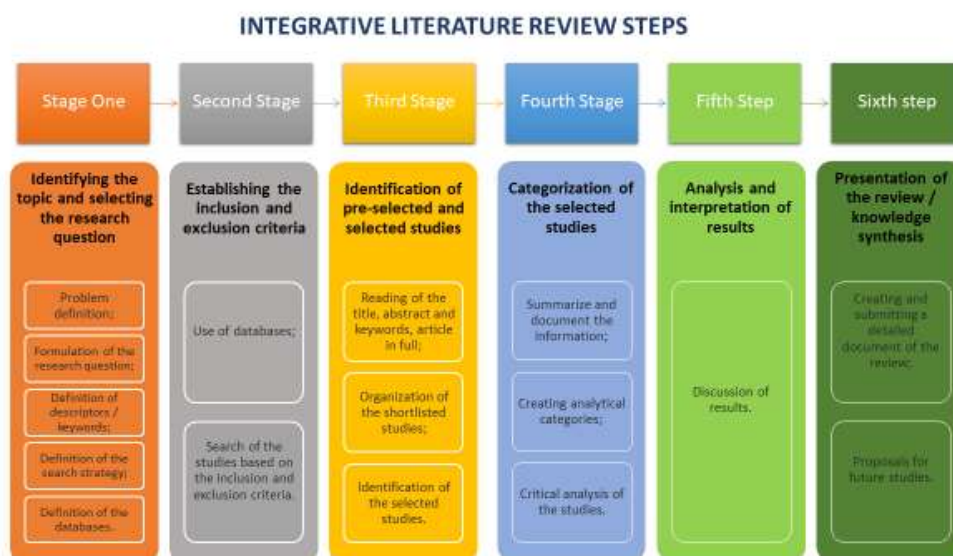 INTEGRATIVE LITERATURE REVIEW STEPS
Stage One
Second Stage
Third Stage
Fourth Stage
Fifth Step
Sixth step
Identifying the
topic and selecting
the research
question
Problem
definition;
Formulation of the
research question;
Definition of
descriptors /
keywords;
Definition of the
search strategy;
Definition of the
databases.
Establishing the
inclusion and
exclusion criteria
Use of databases;
Search of the
studies based on
the inclusion and
exclusion criteria.
Identification of
pre-selected and
selected studies
Reading of the
title, abstract and
keywords, article
in full;
Organization of
the shortlisted
studies;
Identification of
the selected
studies.
Categorization of
the selected
studies
Summarize and
document the
information;
Creating analytical
categories;
Critical analysis of
the studies.
Analysis and
interpretation of
results
Discussion of
results.
Presentation of
the review /
knowledge
synthesis
Creating and
submitting a
detailed
document of the
review;
Proposals for
future studies.